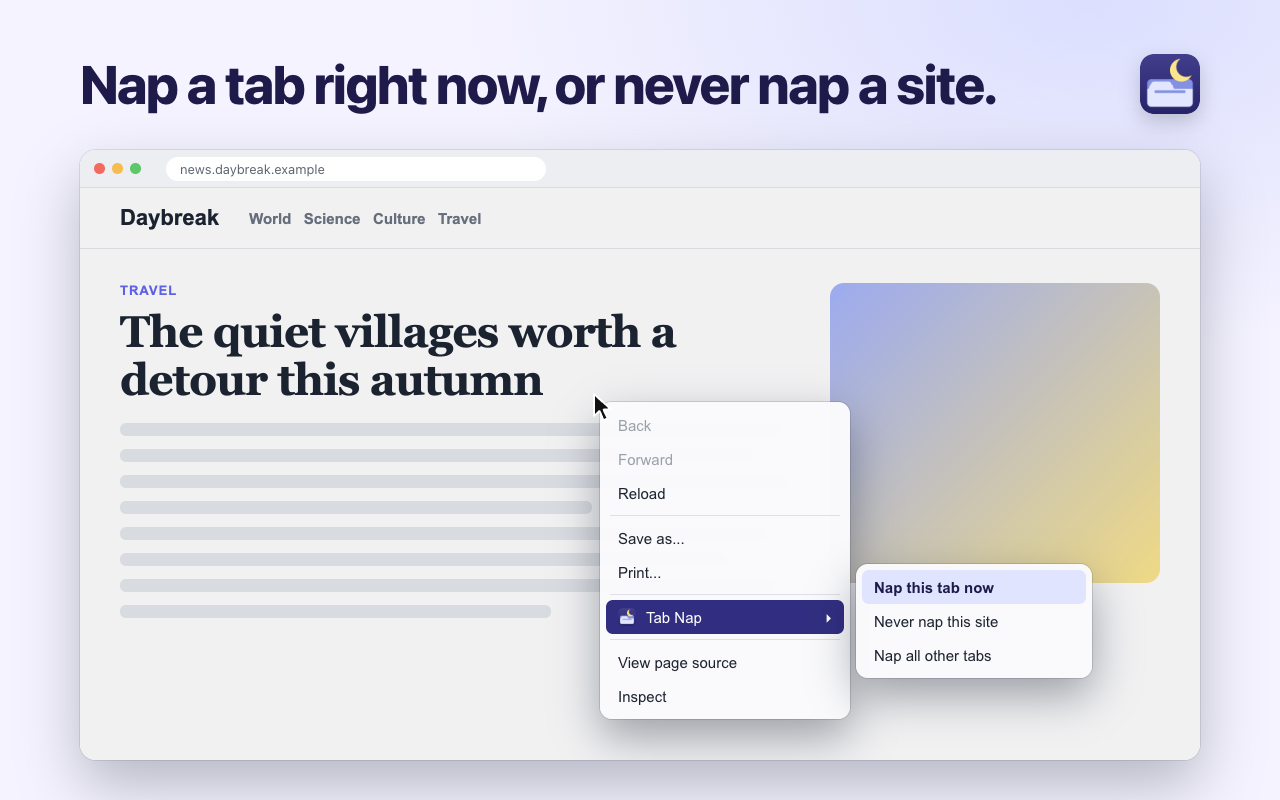 Nap a tab right now, or never nap a site.
news.daybreak.example
Daybreak World Science Culture Travel
TRAVEL
The quiet villages worth a
detour this autumn
Back
Forward
Reload
Save as...
Print...
Tab Nap
View page source
Inspect
Nap this tab now
Never nap this site
Nap all other tabs